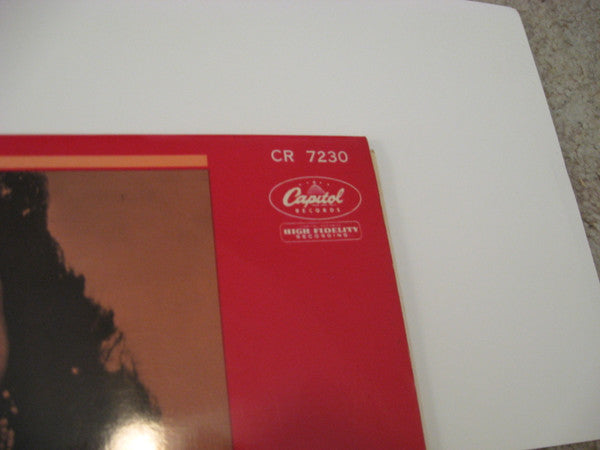 CR 7230
Capitol
RECORDS
HIGH FIDELITY
RECORDING